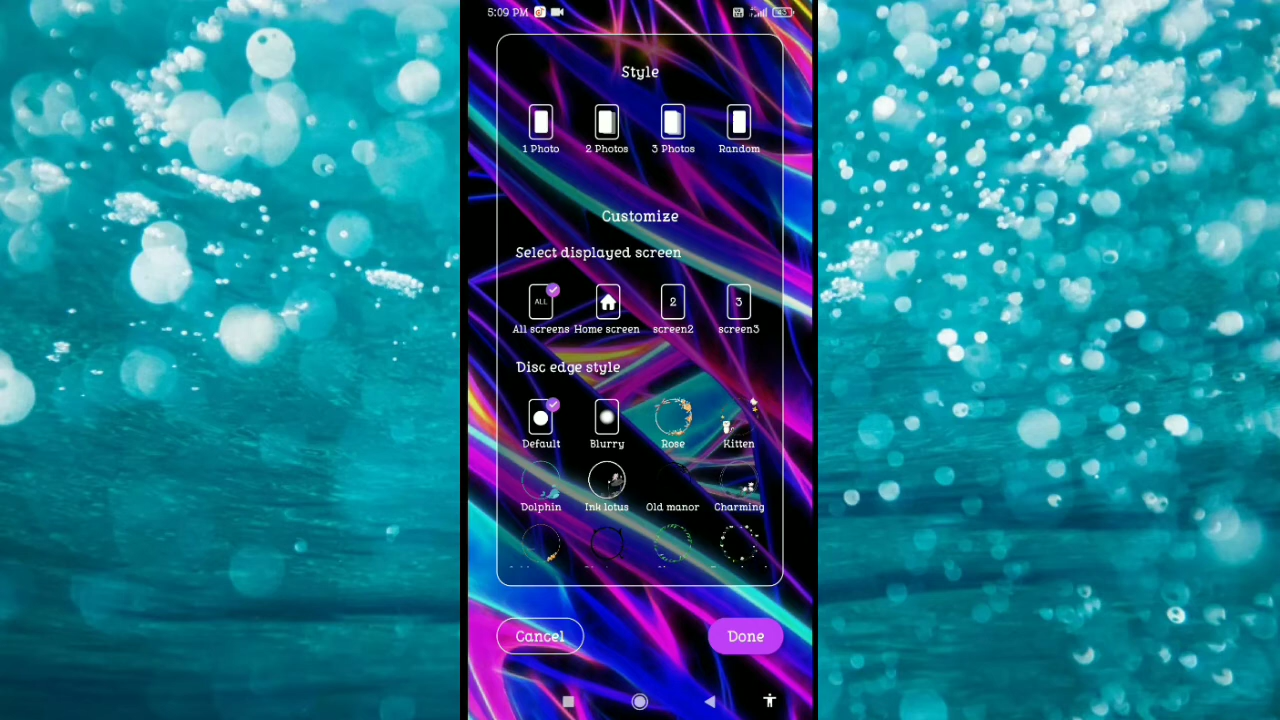 5:09 PM
Style
1 Photo 2 Photos 3 Photos Random
Customize
Select displayed screen
ALL 2 3
All screens Home screen screen2 screen3
Disc edge style
Default Blurry Rose Kitten
Dolphin Ink lotus Old manor Charming
Cancel Done